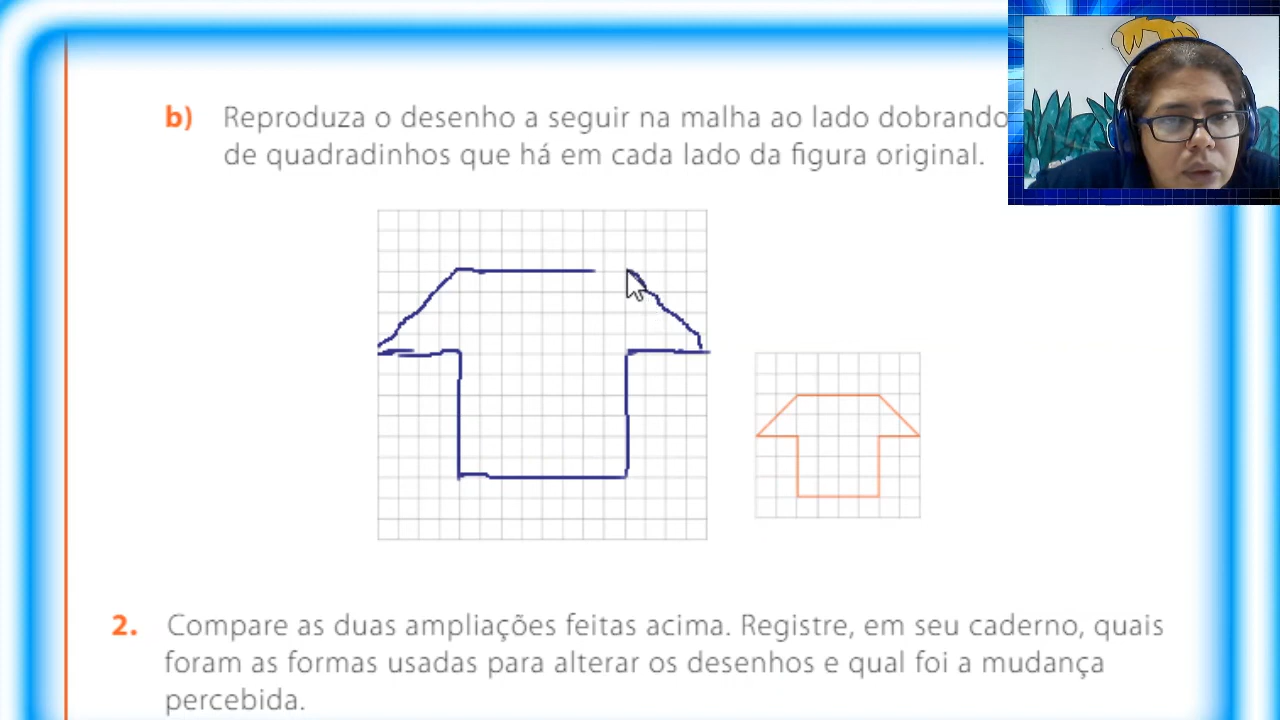 b) Reproduza o desenho a seguir na malha ao lado dobrando
de quadradinhos que há em cada lado da figura original.
2. Compare as duas ampliações feitas acima. Registre, em seu caderno, quais
foram as formas usadas para alterar os desenhos e qual foi a mudança
percebida.